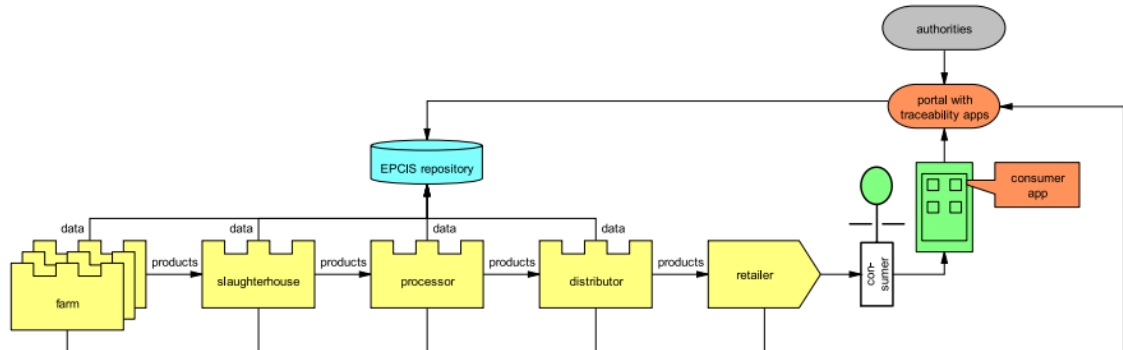 authorities
portal with
traceability apps
EPCIS repository
consumer
app
data
data
data
data
products
products
products
products
farm
slaughterhouse
processor
distributor
retailer
con-
sumer